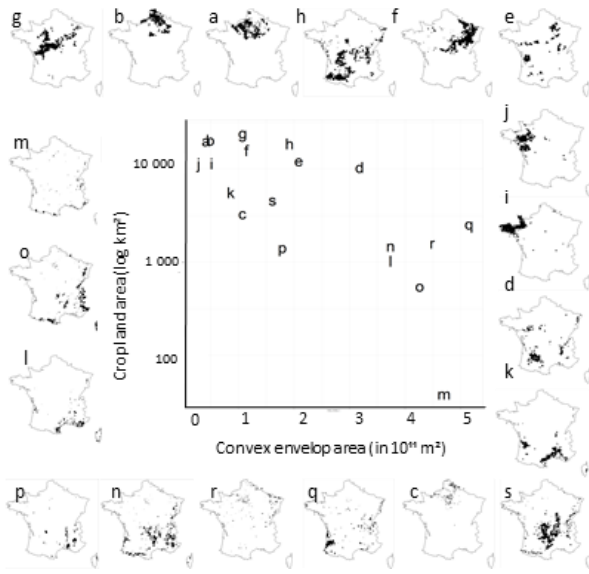 g b a h f e
m
j
o
i
l
d
k
p n r q c s
Cropland area (log km²)
10 000
1 000
100
a b g f h e d
j i
k s c
p n r q
l o
m
0 1 2 3 4 5
Convex envelop area (in 10¹¹ m²)